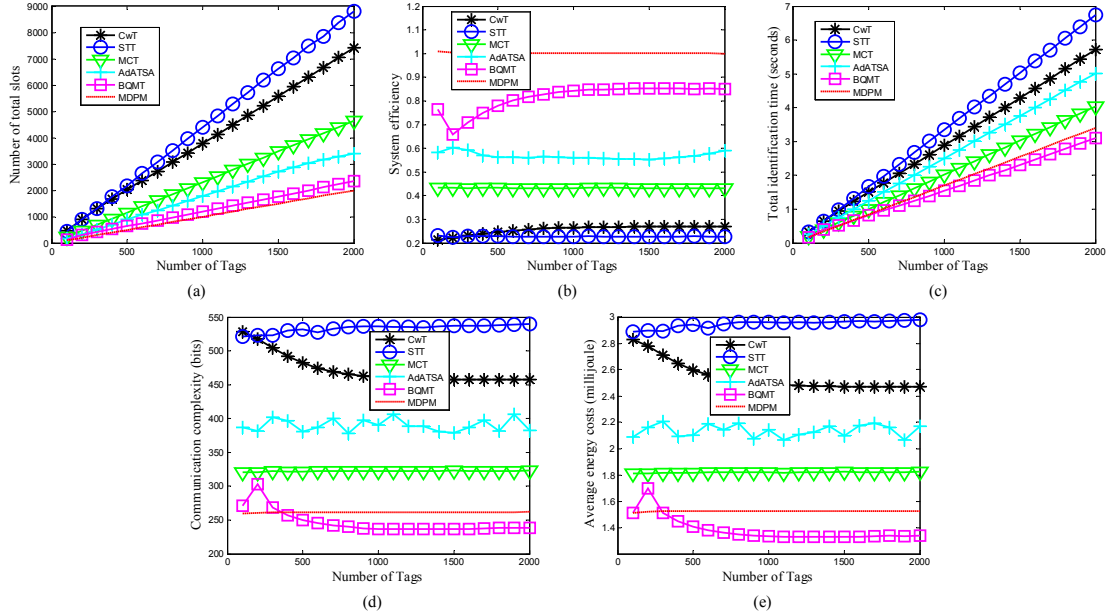 9000
8000
7000
6000
5000
4000
3000
2000
1000
0
Number of total slots
0 500 1000 1500 2000
Number of Tags
CwT
STT
MCT
AdATSA
BQMT
MDPM
(a)
1.2
1.1
1
0.9
0.8
0.7
0.6
0.5
0.4
0.3
0.2
System efficiency
0 500 1000 1500 2000
Number of Tags
CwT
STT
MCT
AdATSA
BQMT
MDPM
(b)
7
6
5
4
3
2
1
0
Total identification time (seconds)
0 500 1000 1500 2000
Number of Tags
CwT
STT
MCT
AdATSA
BQMT
MDPM
(c)
550
500
450
400
350
300
250
200
Communication complexity (bits)
0 500 1000 1500 2000
Number of Tags
CwT
STT
MCT
AdATSA
BQMT
MDPM
(d)
3
2.8
2.6
2.4
2.2
2
1.8
1.6
1.4
1.2
Average energy costs (millijoule)
0 500 1000 1500 2000
Number of Tags
CwT
STT
MCT
AdATSA
BQMT
MDPM
(e)